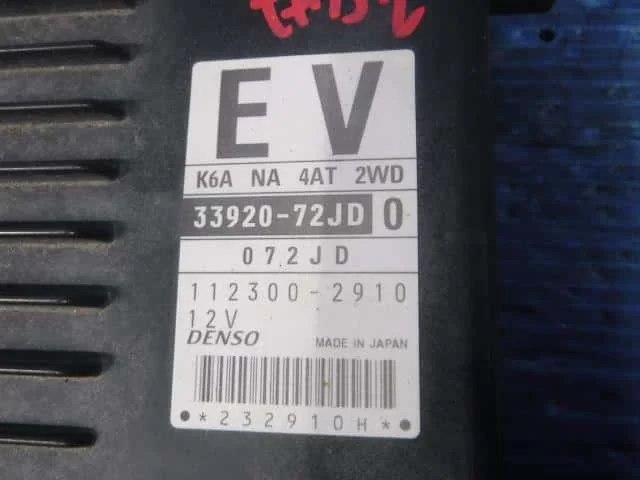 E V
K6A NA 4AT 2WD
33920-72JD 0
072JD
112300-2910
12V
DENSO MADE IN JAPAN
*232910H*